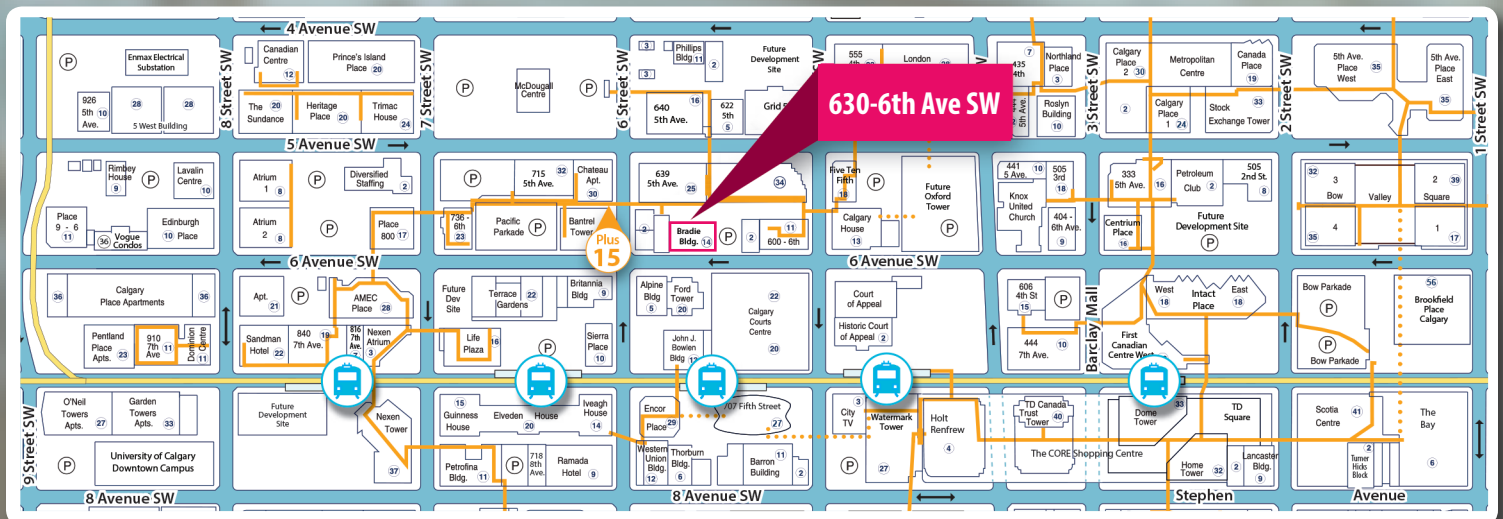 4 Avenue SW
Enmax Electrical
Substation
Canadian
Centre
12
Prince's Island
Place 20
McDougall
Centre
3
3
Phillips
Bldg 11
2
Future
Development
Site
555
London
7
435
4th
Northland
Place
3
Calgary
Place
2 30
Metropolitan
Centre
Canada
Place
19
5th Ave.
Place
West
35
5th Ave.
Place
East
35
926
5th 10
Ave.
28
28
5 West Building
8 Street SW
The 20
Sundance
Heritage
Place 20
Trimac
House
24
7 Street SW
P
P
P
6 Street SW
640
5th Ave.
16
622
5th
5
Grid
630-6th Ave SW
5th Ave.
Roslyn
Building
10
3 Street SW
2
Calgary
Place
1 24
Stock
Exchange Tower
33
2 Street SW
1 Street SW
5 Avenue SW
Rimbey
House
9
P
Lavalin
Centre
10
Atrium
1 8
Diversified
Staffing
2
715
5th Ave.
32
Chateau
Apt.
30
639
5th Ave.
25
34
Five Ten
Fifth
18
Future
Oxford
Tower
441
5 Ave.
10
505
3rd
18
Knox
United
Church
333
5th Ave.
16
Petroleum
Club 2
505
2nd St.
8
32
3
Bow
Valley
2
39
Square
Place
9 - 6
11
36
Vogue
Condos
Edinburgh
10 Place
Atrium
2 8
P
Place
800 17
736 -
6th
23
Pacific
Parkade
P
Bantrel
Tower
Plus
15
2
Bradie
Bldg. 14
P
2
11
600 - 6th
Calgary
House
13
404 -
6th Ave.
9
Centrium
Place
16
Future
Development Site
P
35
4
1
17
6 Avenue SW
6 Avenue SW
36
Calgary
Place Apartments
36
Apt.
21
P
AMEC
Place 28
Future
Dev
Site
Terrace
Gardens
22
Britannia
Bldg
9
Alpine
Bldg
5
Ford
Tower
20
22
Calgary
Courts
Centre
20
Court
of Appeal
Historic Court
of Appeal 2
606
4th St
15
P
West
18
Intact
Place
East
18
Bow Parkade
P
P
Bow Parkade
56
Brookfield
Place
Calgary
Pentland
Place
Apts. 23
910
7th 11
Ave
Dominion
Centre
11
Sandman
Hotel 22
840 19
7th Ave.
816
7th
Ave.
Nexen
Atrium
3
Life
Plaza
16
P
Sierra
Place
10
John J.
Bowlen
Bldg
444
7th Ave.
10
Barclay Mall
First
Canadian
Centre West
9 Street SW
O'Neil
Towers
Apts. 27
Garden
Towers
Apts. 33
Future
Development
Site
Nexen
Tower
37
15
Guinness
House
Elveden
20
House
Iveagh
House
14
Encor
Place
29
707 Fifth Street
27
3
City
TV
Watermark
Tower
27
Holt
Renfrew
4
TD Canada
Trust
Tower 40
The CORE Shopping Centre
Dome
Tower
33
TD
Square
Scotia
Centre
41
The
Bay
6
P
University of Calgary
Downtown Campus
Petrofina
Bldg. 11
P
718
8th
Ave.
Ramada
Hotel 9
Western
Union
Bldg.
12
Thorburn
Bldg.
6
11
Barron
Building
2
P
Home
Tower 32
2
Lancaster
Bldg.
9
2
Turner
Hicks
Block
8 Avenue SW
8 Avenue SW
Stephen
Avenue